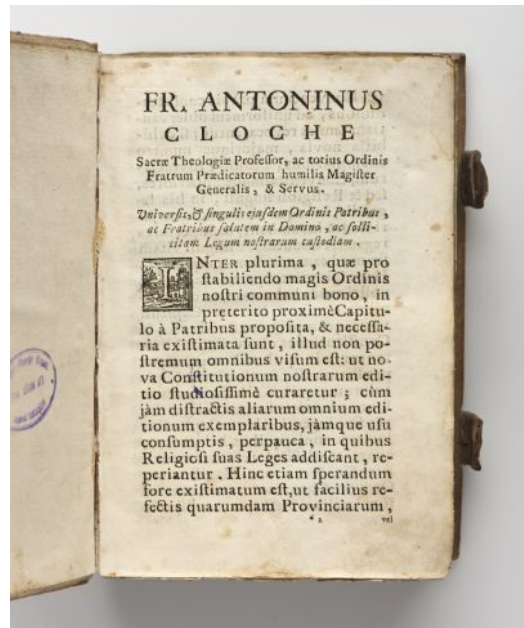 FR. ANTONINUS
CLOCHE
Sacræ Theologiæ Professor, ac totius Ordinis
Fratrum Prædicatorum humilis Magister
Generalis, & Servus.
Universis, & singulis ejusdem Ordinis Patribus,
ac Fratribus salutem in Domino, ac solli-
citam Legum nostrarum custodiam.
INTER plurima, quæ pro
stabiliendo magis Ordinis
nostri communi bono, in
pręterito proximè Capitu-
lo à Patribus proposita, & necessa-
ria existimata sunt, illud non po-
stremum omnibus visum est: ut no-
va Constitutionum nostrarum edi-
tio studiosissimè curaretur; cùm
jàm distractis aliarum omnium edi-
tionum exemplaribus, jamque usu
consumptis, perpauca, in quibus
Religiosi suas Leges addiscant, re-
periantur. Hinc etiam sperandum
fore existimatum est, ut facilius re-
fectis quarumdam Provinciarum,
* 2 vel